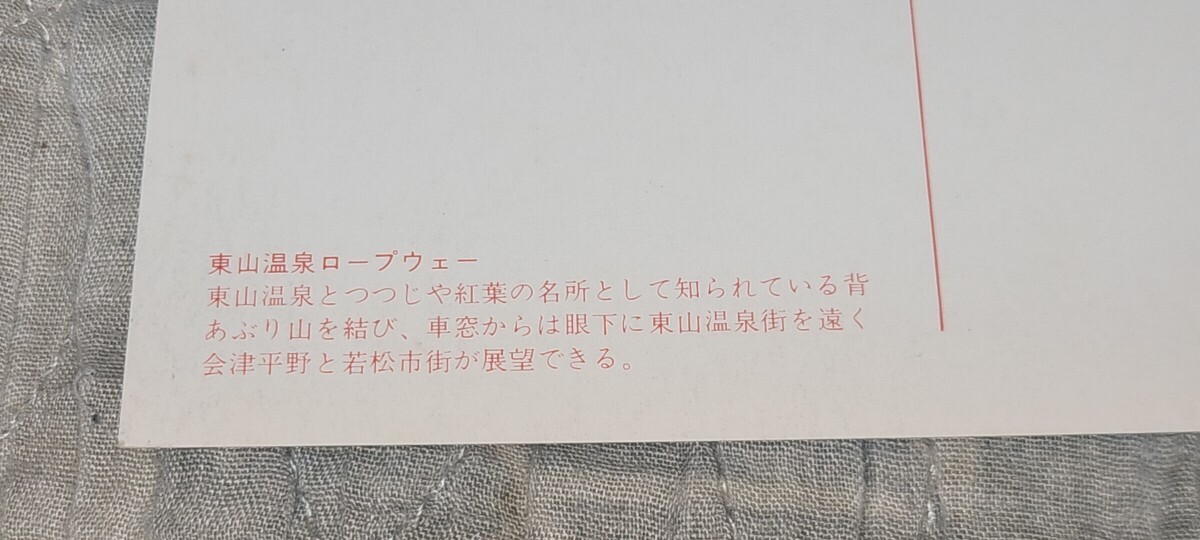 東山温泉ロープウェー
東山温泉とつつじや紅葉の名所として知られている背
あぶり山を結び、車窓からは眼下に東山温泉街を遠く
会津平野と若松市街が展望できる。